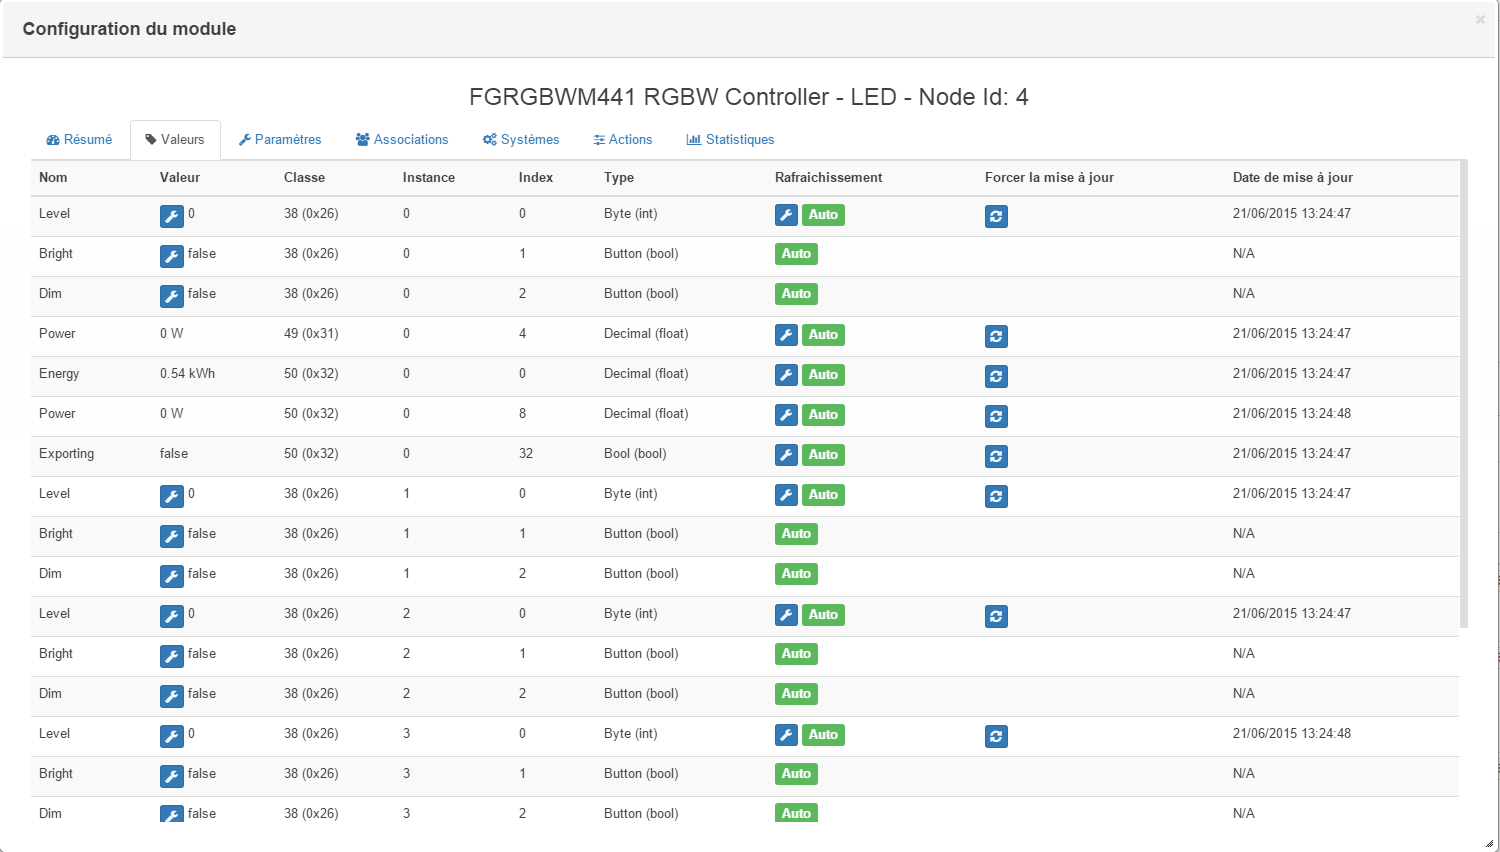 Configuration du module
×
FGRGBWM441 RGBW Controller - LED - Node Id: 4
Résumé Valeurs Paramètres Associations Systèmes Actions Statistiques
Nom Valeur Classe Instance Index Type Rafraichissement Forcer la mise à jour Date de mise à jour
Level 0 38 (0x26) 0 0 Byte (int) Auto 21/06/2015 13:24:47
Bright false 38 (0x26) 0 1 Button (bool) Auto N/A
Dim false 38 (0x26) 0 2 Button (bool) Auto N/A
Power 0 W 49 (0x31) 0 4 Decimal (float) Auto 21/06/2015 13:24:47
Energy 0.54 kWh 50 (0x32) 0 0 Decimal (float) Auto 21/06/2015 13:24:47
Power 0 W 50 (0x32) 0 8 Decimal (float) Auto 21/06/2015 13:24:48
Exporting false 50 (0x32) 0 32 Bool (bool) Auto 21/06/2015 13:24:47
Level 0 38 (0x26) 1 0 Byte (int) Auto 21/06/2015 13:24:47
Bright false 38 (0x26) 1 1 Button (bool) Auto N/A
Dim false 38 (0x26) 1 2 Button (bool) Auto N/A
Level 0 38 (0x26) 2 0 Byte (int) Auto 21/06/2015 13:24:47
Bright false 38 (0x26) 2 1 Button (bool) Auto N/A
Dim false 38 (0x26) 2 2 Button (bool) Auto N/A
Level 0 38 (0x26) 3 0 Byte (int) Auto 21/06/2015 13:24:48
Bright false 38 (0x26) 3 1 Button (bool) Auto N/A
Dim false 38 (0x26) 3 2 Button (bool) Auto N/A